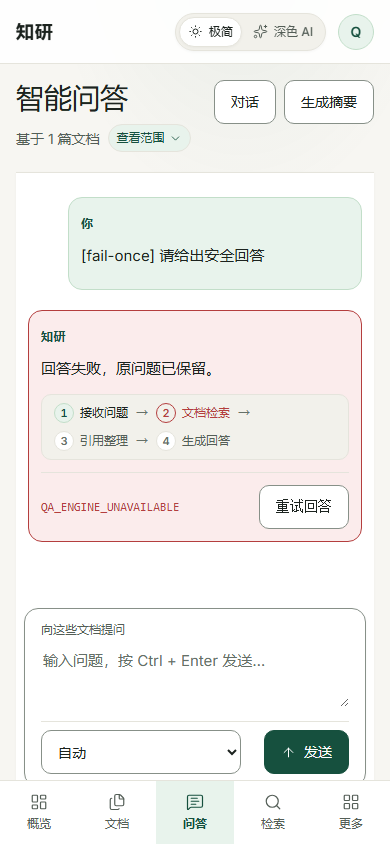 知研
极简 深色 AI Q
智能问答 对话 生成摘要
基于 1 篇文档 查看范围
你
[fail-once] 请给出安全回答
知研
回答失败，原问题已保留。
1 接收问题 → 2 文档检索 →
3 引用整理 → 4 生成回答
QA_ENGINE_UNAVAILABLE 重试回答
向这些文档提问
输入问题，按 Ctrl + Enter 发送...
自动 发送
概览 文档 问答 检索 更多